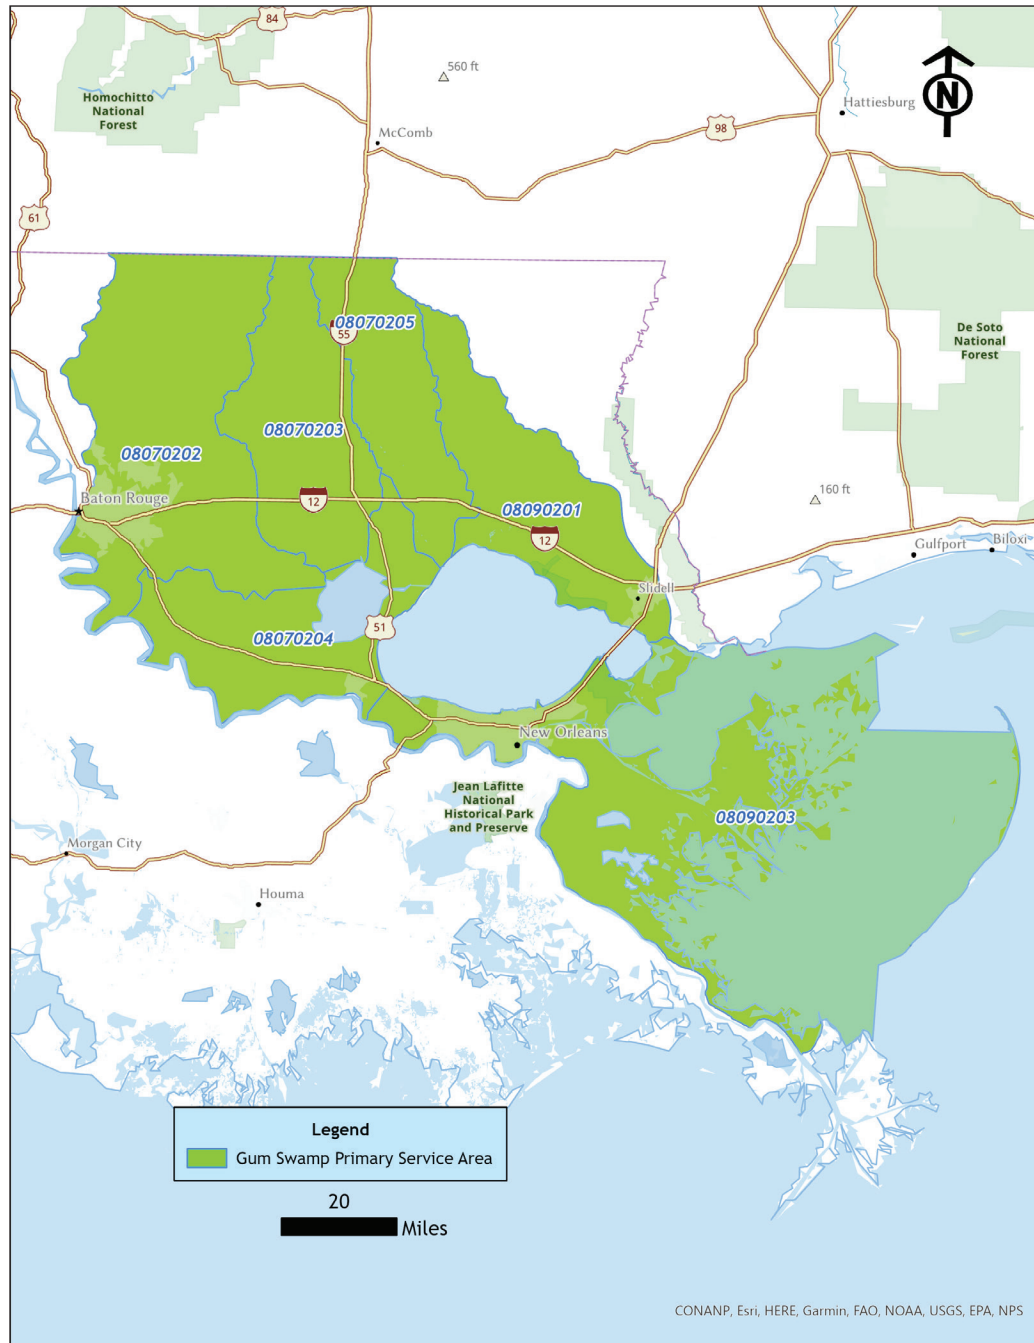 84
560 ft
Homochitto
National
Forest
N
Hattiesburg
McComb
98
61
08070205
55
De Soto
National
Forest
08070203
08070202
Baton Rouge
160 ft
12
08090201
12
Gulfport
Biloxi
Slidell
51
08070204
New Orleans
Jean Lafitte
National
Historical Park
and Preserve
08090203
Morgan City
Houma
Legend
Gum Swamp Primary Service Area
20
Miles
CONANP, Esri, HERE, Garmin, FAO, NOAA, USGS, EPA, NPS